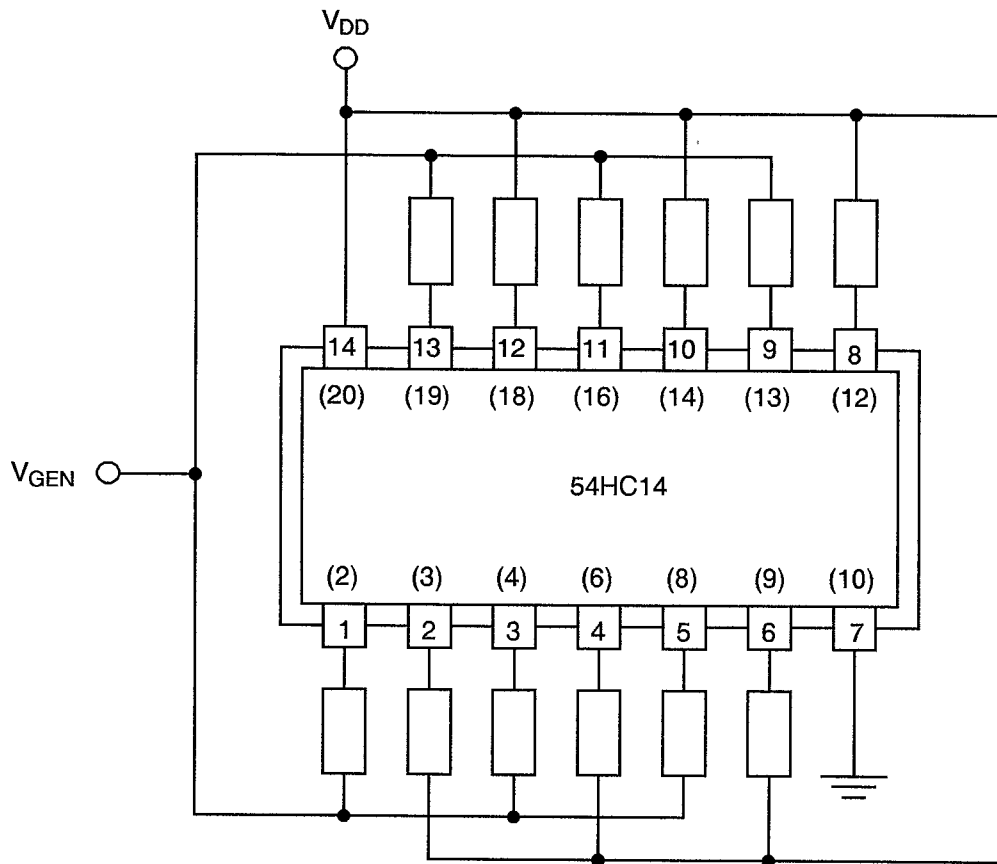 VDD
14 13 12 11 10 9 8
(20) (19) (18) (16) (14) (13) (12)
VGEN
54HC14
(2) (3) (4) (6) (8) (9) (10)
1 2 3 4 5 6 7